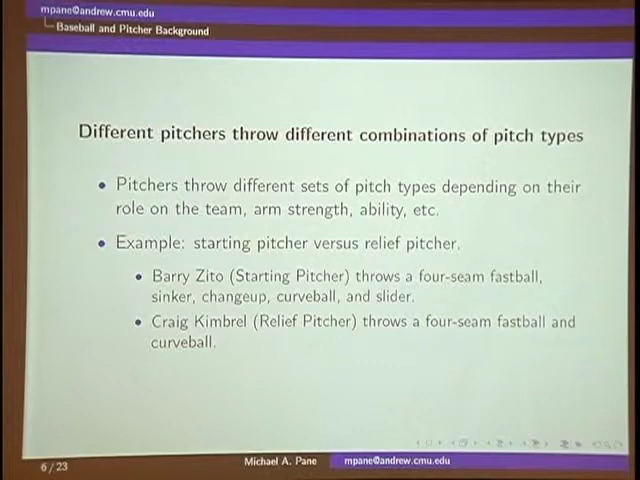 mpane@andrew.cmu.edu
Baseball and Pitcher Background
Different pitchers throw different combinations of pitch types
Pitchers throw different sets of pitch types depending on their
role on the team, arm strength, ability, etc.
Example: starting pitcher versus relief pitcher.
Barry Zito (Starting Pitcher) throws a four-seam fastball,
sinker, changeup, curveball, and slider.
Craig Kimbrel (Relief Pitcher) throws a four-seam fastball and
curveball.
6 / 23
Michael A. Pane
mpane@andrew.cmu.edu